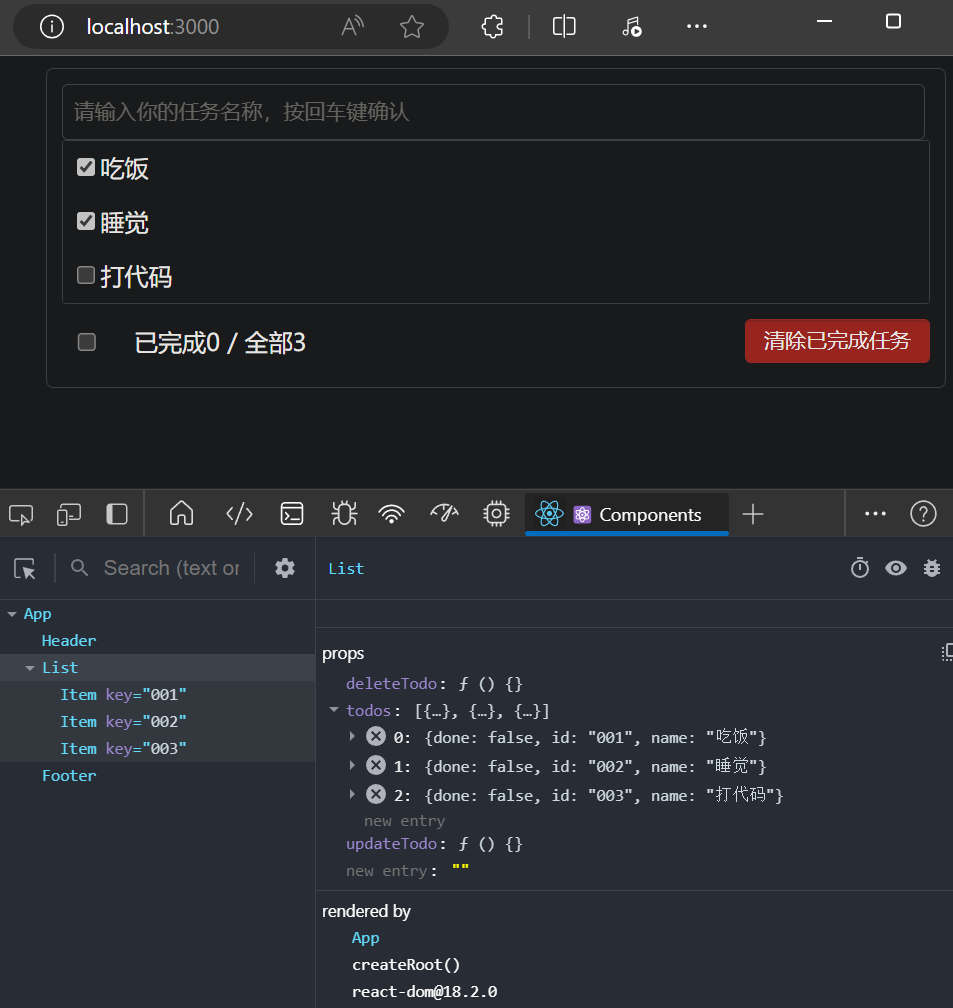 localhost:3000
请输入你的任务名称，按回车键确认
吃饭
睡觉
打代码
已完成0 / 全部3
清除已完成任务
Components
Search (text or
List
App
Header
List
Item key="001"
Item key="002"
Item key="003"
Footer
props
deleteTodo: ƒ () {}
todos: [{…}, {…}, {…}]
0: {done: false, id: "001", name: "吃饭"}
1: {done: false, id: "002", name: "睡觉"}
2: {done: false, id: "003", name: "打代码"}
new entry
updateTodo: ƒ () {}
new entry: ""
rendered by
App
createRoot()
react-dom@18.2.0